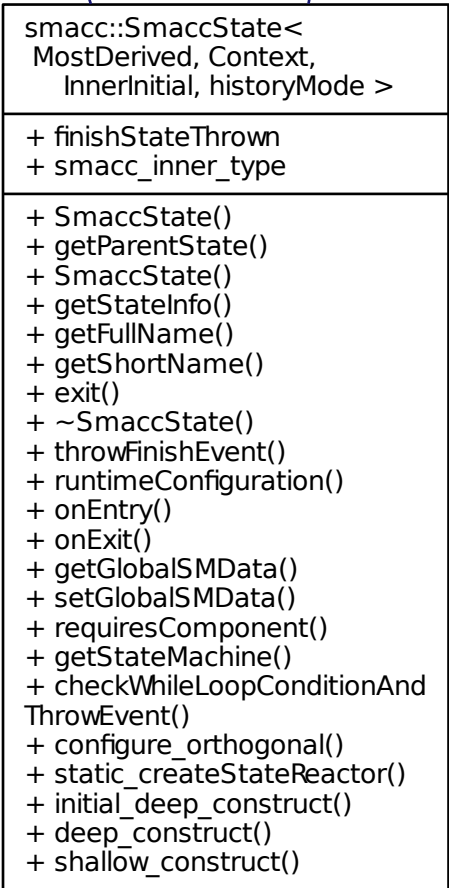 smacc::SmaccState<
MostDerived, Context,
InnerInitial, historyMode >
+ finishStateThrown
+ smacc_inner_type
+ SmaccState()
+ getParentState()
+ SmaccState()
+ getStateInfo()
+ getFullName()
+ getShortName()
+ exit()
+ ~SmaccState()
+ throwFinishEvent()
+ runtimeConfiguration()
+ onEntry()
+ onExit()
+ getGlobalSMData()
+ setGlobalSMData()
+ requiresComponent()
+ getStateMachine()
+ checkWhileLoopConditionAnd
ThrowEvent()
+ configure_orthogonal()
+ static_createStateReactor()
+ initial_deep_construct()
+ deep_construct()
+ shallow_construct()